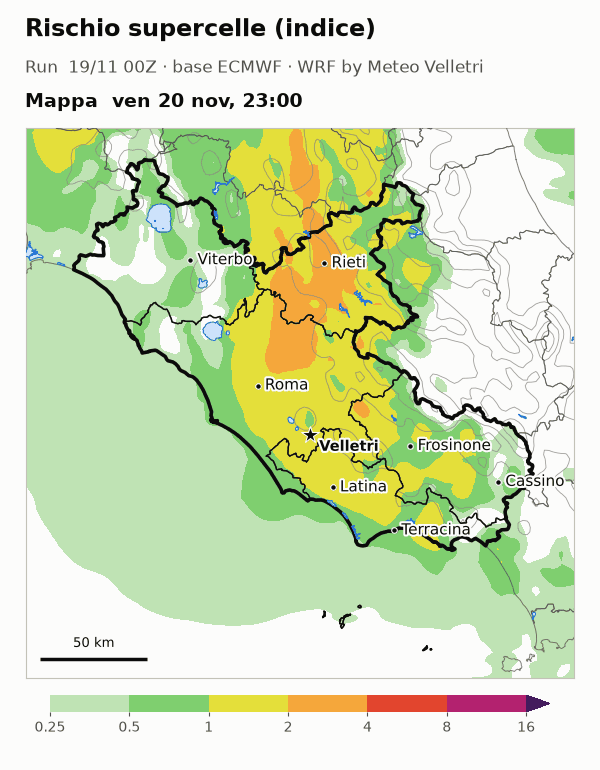 Rischio supercelle (indice)
Run  19/11 00Z · base ECMWF · WRF by Meteo Velletri
Mappa  ven 20 nov, 23:00
Viterbo
Rieti
Roma
Velletri
Frosinone
Latina
Cassino
Terracina
50 km
0.25 0.5 1 2 4 8 16